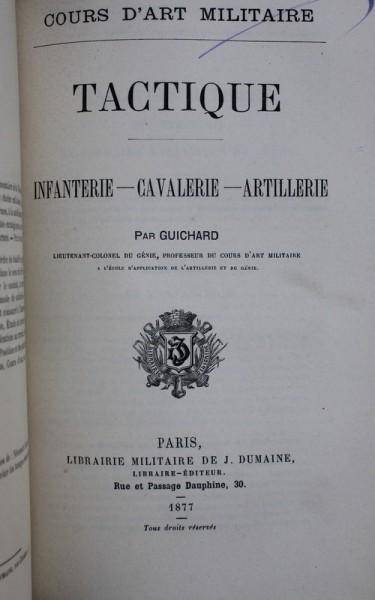 COURS D'ART MILITAIRE
TACTIQUE
INFANTERIE — CAVALERIE — ARTILLERIE
PAR GUICHARD
LIEUTENANT-COLONEL DU GÉNIE, PROFESSEUR DU COURS D'ART MILITAIRE
A L'ÉCOLE D'APPLICATION DE L'ARTILLERIE ET DU GÉNIE.
PARIS,
LIBRAIRIE MILITAIRE DE J. DUMAINE,
LIBRAIRE-ÉDITEUR.
Rue et Passage Dauphine, 30.
1877
Tous droits réservés